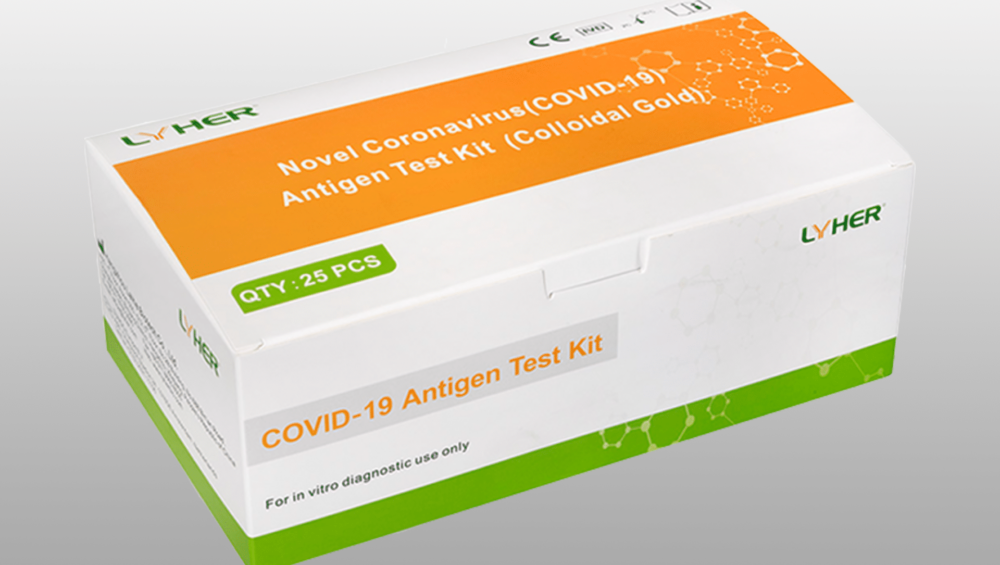 LYHER
CE IVD
Novel Coronavirus(COVID-19)
Antigen Test Kit (Colloidal Gold)
QTY : 25 PCS
LYHER
LYHER
COVID-19 Antigen Test Kit
For in vitro diagnostic use only